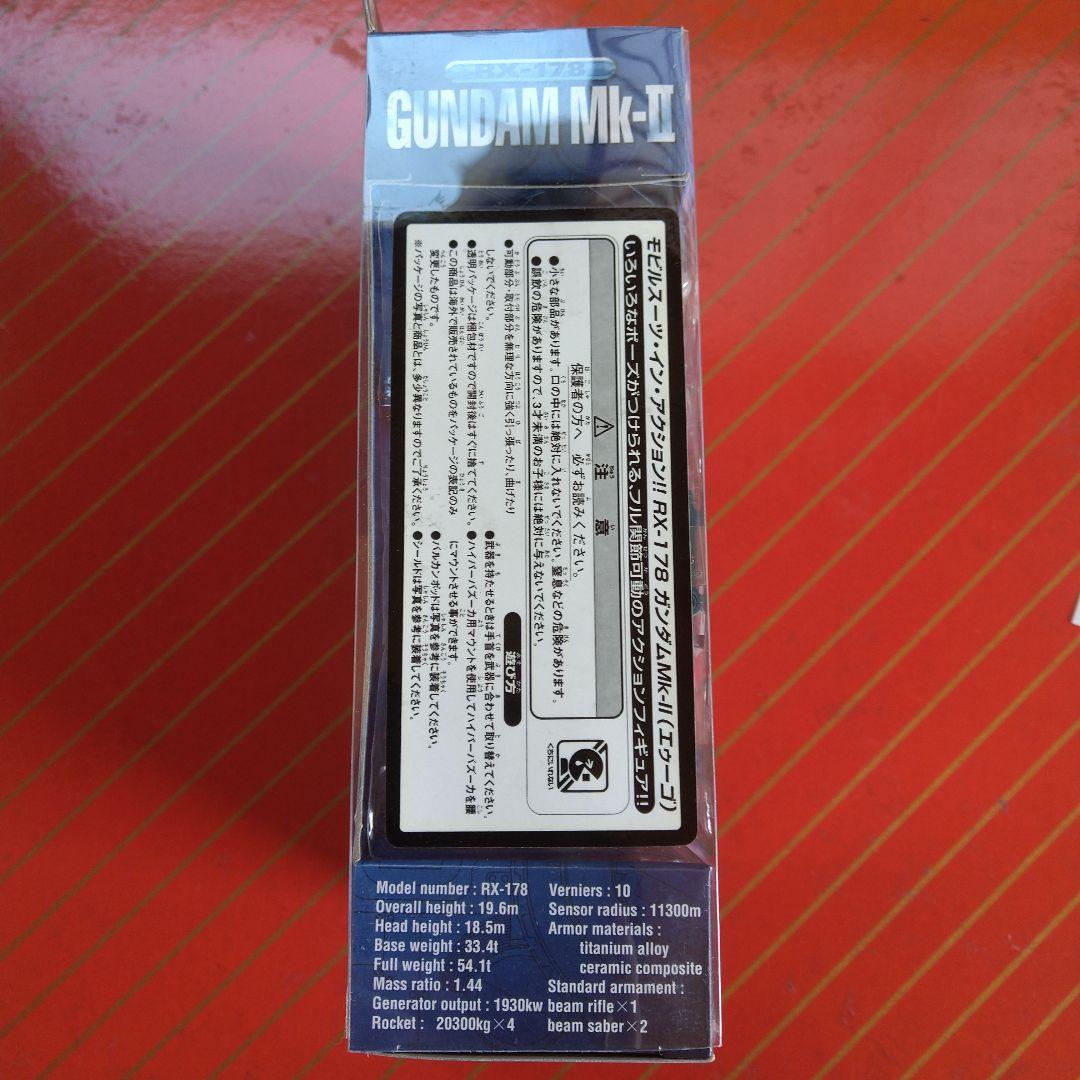 RX-178
GUNDAM Mk-II
モビルスーツ・イン・アクション!! RX-178 ガンダムMk-II(エゥーゴ)
いろいろなポーズがつけられる、フル関節可動のアクションフィギュア!!
⚠ 注意
保護者の方へ 必ずお読みください。
●小さな部品があります。口の中には絶対に入れないでください。窒息などの危険があります。
●誤飲の危険がありますので、3才未満のお子様には絶対に与えないでください。
くちにいれない
●可動部分・取付部分を無理な方向に強く引っ張ったり、曲げたり
しないでください。
●透明パッケージは梱包材ですので開封後はすぐに捨ててください。
●この商品は海外で販売されているものをパッケージの表記のみ
変更したものです。
※パッケージの写真と商品とは、多少異なりますのでご了承ください。
遊び方
●武器を持たせるときは手首を武器に合わせて取り替えてください。
●ハイパーバズーカ用マウントを使用してハイパーバズーカを腰
にマウントさせる事ができます。
●バルカンポッドは写真を参考に装着してください。
●シールドは写真を参考に装着してください。
Model number : RX-178
Overall height : 19.6m
Head height : 18.5m
Base weight : 33.4t
Full weight : 54.1t
Mass ratio : 1.44
Generator output : 1930kw
Rocket : 20300kg×4
Verniers : 10
Sensor radius : 11300m
Armor materials :
titanium alloy
ceramic composite
Standard armament :
beam rifle×1
beam saber×2